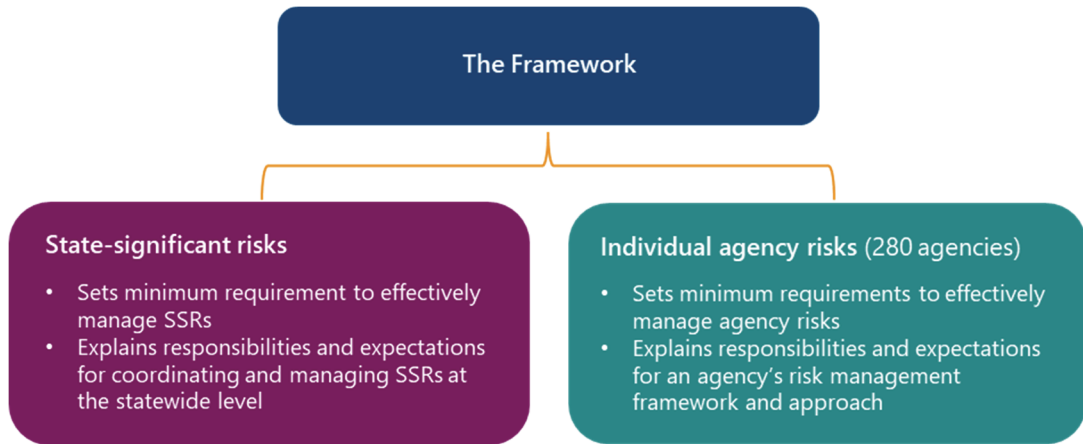 The Framework
State-significant risks
• Sets minimum requirement to effectively
manage SSRs
• Explains responsibilities and expectations
for coordinating and managing SSRs at
the statewide level
Individual agency risks (280 agencies)
• Sets minimum requirements to effectively
manage agency risks
• Explains responsibilities and expectations
for an agency’s risk management
framework and approach